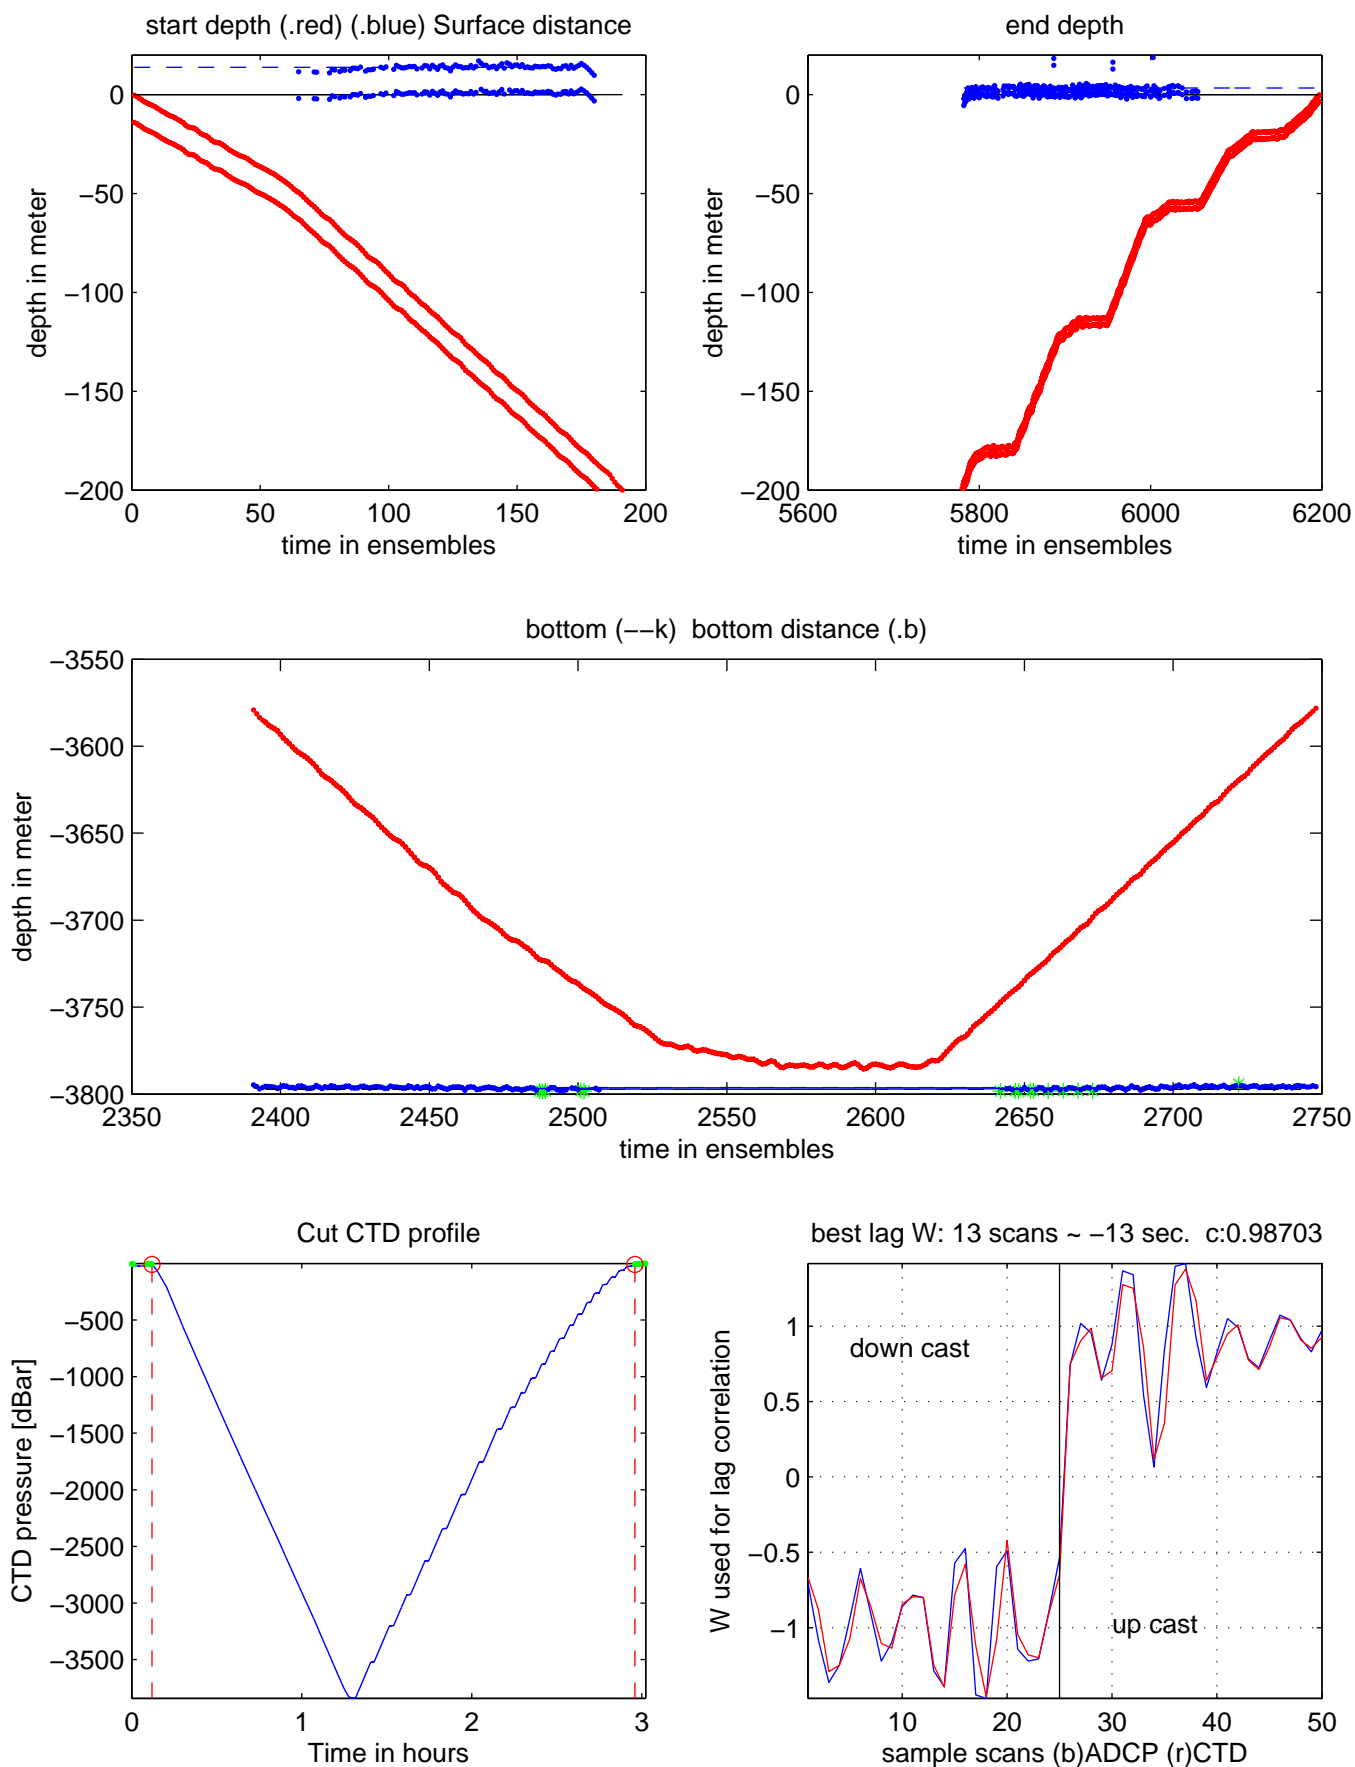 start depth (.red) (.blue) Surface distance
0
−50
−100
−150
−200
depth in meter
0 50 100 150 200
time in ensembles
end depth
0
−50
−100
−150
−200
depth in meter
5600 5800 6000 6200
time in ensembles
bottom (−−k)  bottom distance (.b)
−3550
−3600
−3650
−3700
−3750
−3800
depth in meter
2350 2400 2450 2500 2550 2600 2650 2700 2750
time in ensembles
Cut CTD profile
−500
−1000
−1500
−2000
−2500
−3000
−3500
CTD pressure [dBar]
0 1 2 3
Time in hours
best lag W: 13 scans ~ −13 sec.  c:0.98703
1
0.5
0
−0.5
−1
W used for lag correlation
down cast
up cast
10 20 30 40 50
sample scans (b)ADCP (r)CTD